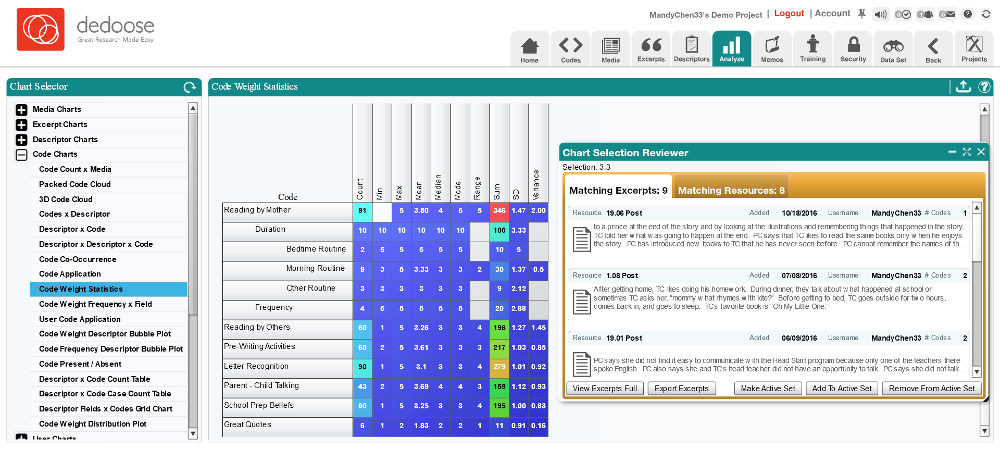 dedoose
Great Research Made Easy
MandyChen33's Demo Project | Logout | Account
Home Codes Media Excerpts Descriptors Analyze Memos Training Security Data Set Back Projects
Chart Selector
Media Charts
Excerpt Charts
Descriptor Charts
Code Charts
Code Count x Media
Packed Code Cloud
3D Code Cloud
Codes x Descriptor
Descriptor x Code
Descriptor x Descriptor x Code
Code Co-Occurrence
Code Application
Code Weight Statistics
Code Weight Frequency x Field
User Code Application
Code Weight Descriptor Bubble Plot
Code Frequency Descriptor Bubble Plot
Code Present / Absent
Descriptor x Code Count Table
Descriptor x Code Case Count Table
Descriptor Fields x Codes Grid Chart
Code Weight Distribution Plot
User Charts
Code Weight Statistics
Code Count Min Max Mean Median Mode Range Sum SD Variance
Reading by Mother 91 5 3.80 4 5 5 346 1.47 2.00
Duration 10 10 10 10 10 10 100 3.33
Bedtime Routine 2 5 5 5 5 5 10 5
Morning Routine 9 3 5 3.33 3 3 2 30 1.37 0.5
Other Routine 3 3 3 3 3 3 9 2.12
Frequency 4 5 5 5 5 5 20 2.88
Reading by Others 60 1 5 3.26 3 3 4 196 1.27 1.45
Pre-Writing Activities 60 2 5 3.61 3 3 3 217 1.03 0.85
Letter Recognition 90 1 5 3.1 3 3 4 279 1.01 0.92
Parent - Child Talking 43 2 5 3.69 4 4 3 159 1.12 0.93
School Prep Beliefs 60 1 5 3.25 3 3 4 195 1.00 0.83
Great Quotes 6 1 2 1.83 2 2 1 11 0.91 0.16
Chart Selection Reviewer
Selection: 3.3
Matching Excerpts: 9 Matching Resources: 8
Resource 19.06 Post Added 10/18/2016 Username MandyChen33 # Codes 1
to a prince at the end of the story and by looking at the illustrations and remembering things that happened in the story,
TC told her what was going to happen at the end. PC says that TC likes to read the same books only when he enjoys
the story. PC has introduced new books to TC that he has never seen before. PC cannot remember the names of th..
Resource 1.08 Post Added 07/08/2016 Username MandyChen33 # Codes 2
After getting home, TC likes doing his homework. During dinner, they talk about what happened at school or
sometimes TC asks her, "mommy what rhymes with kite?" Before getting to bed, TC goes outside for two hours,
comes back in, and goes to sleep. TC's favorite book is "Oh My Little One."
Resource 19.01 Post Added 06/09/2016 Username MandyChen33 # Codes 2
PC says she did not find it easy to communicate with the Head Start program because only one of the teachers there
spoke English. PC also says she and TC's head teacher did not have an opportunity to talk. PC says she did not ..
View Excerpts Full Export Excerpts Make Active Set Add To Active Set Remove From Active Set